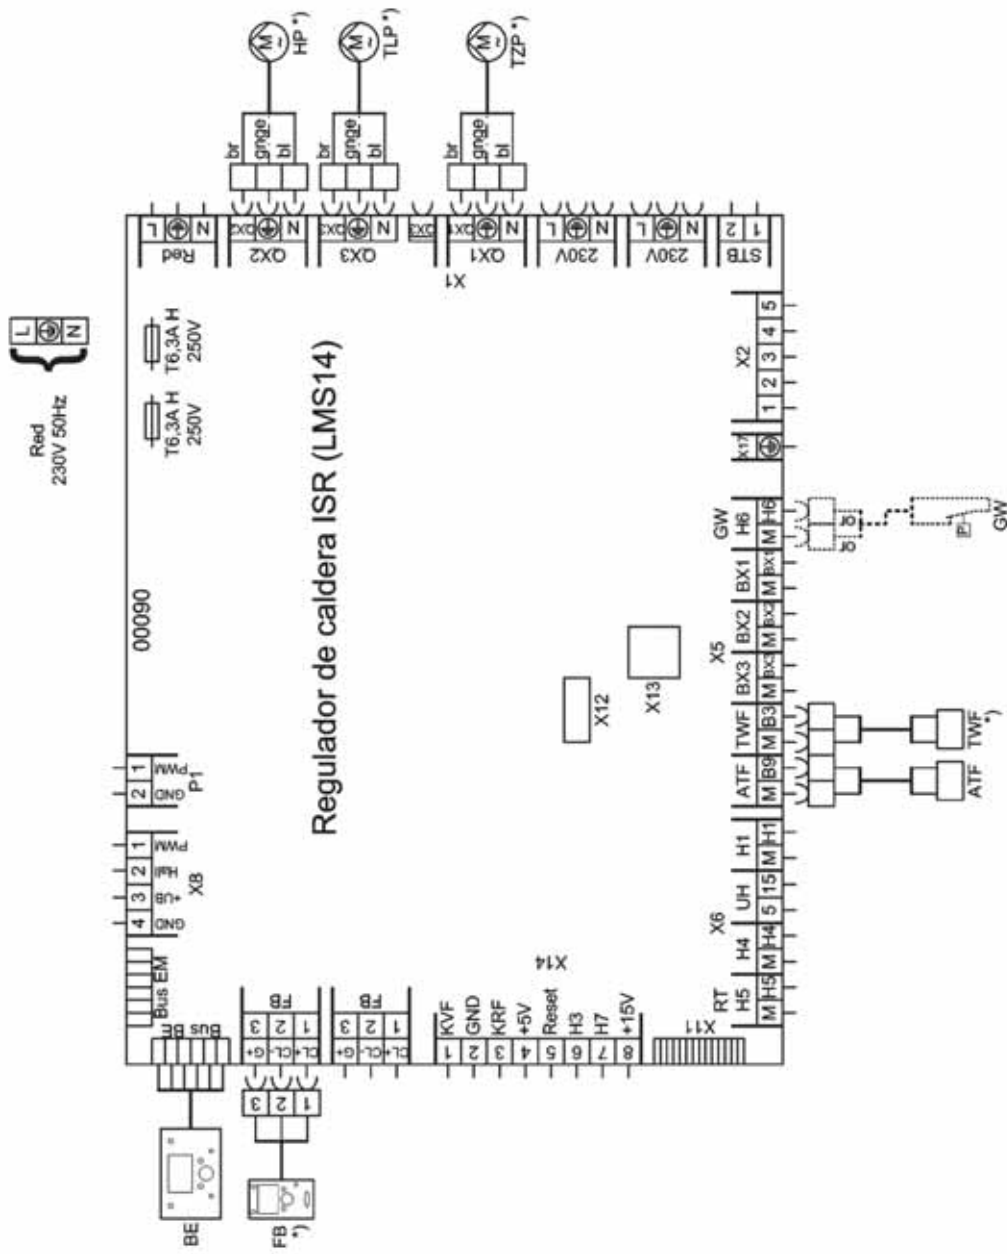 Red
230V 50Hz
L
N
00090
T6,3A H
250V
T6,3A H
250V
L
N
Red
QX2
N
QX2
QX3
N
QX3
QX3
QX1
N
QX1
X1
L
N
230V
L
N
230V
2
1
STB
br
gnge
bl
M
~
HP *)
br
gnge
bl
M
~
TLP *)
br
gnge
bl
M
~
TZP *)
Regulador de caldera ISR (LMS14)
2
1
GND
PWM
P1
4
3
2
1
GND
+UB
Hall
PWM
X8
Bus EM
Bus BE
BE
FB
3
2
1
G+
CL-
CL+
3
2
1
FB
*)
FB
3
2
1
G+
CL-
CL+
X14
1
2
3
4
5
6
7
8
KVF
GND
KRF
+5V
Reset
H3
H7
+15V
X11
X12
X13
RT
X6
X5
GW
X2
H5
H4
UH
H1
ATF
TWF
BX3
BX2
BX1
H6
X17
M
H5
M
H4
5
15
M
H1
M
B9
M
B3
M
BX3
M
BX2
M
BX1
M
H6
1
2
3
4
5
or
or
P
GW
ATF
TWF
*)